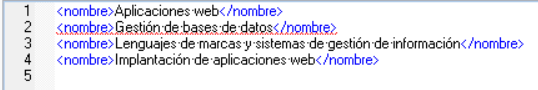 1 <nombre>Aplicaciones web</nombre>
2 <nombre>Gestión de bases de datos</nombre>
3 <nombre>Lenguajes de marcas y sistemas de gestión de información</nombre>
4 <nombre>Implantación de aplicaciones web</nombre>
5